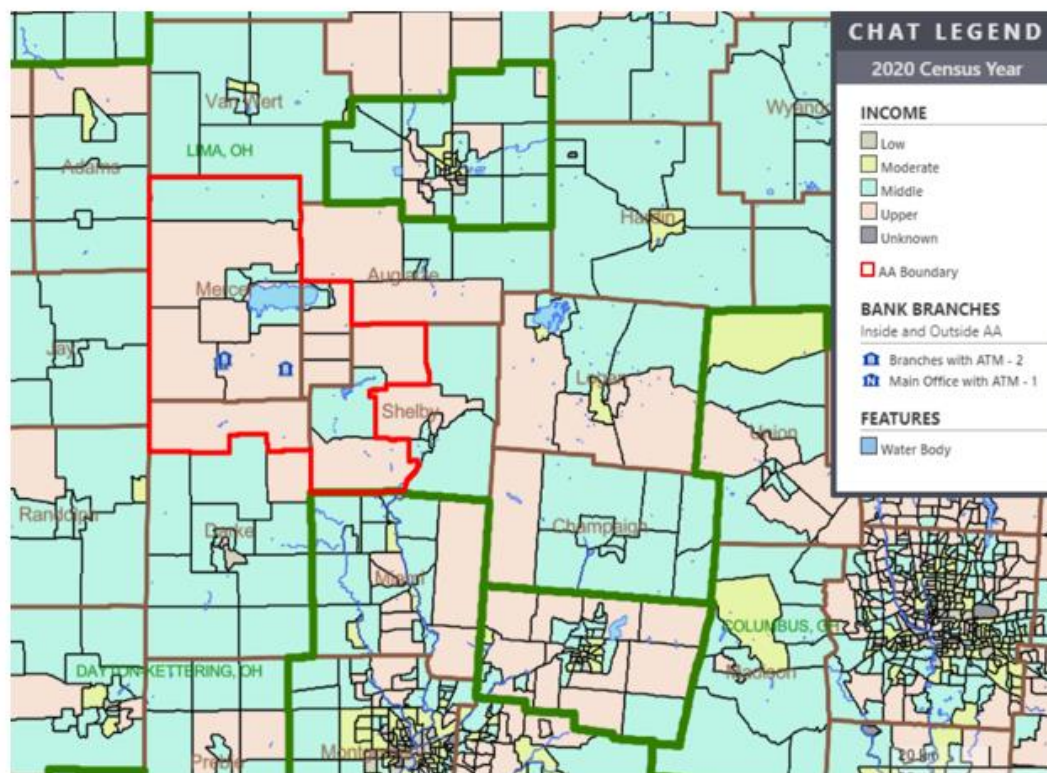 CHAT LEGEND
2020 Census Year
INCOME
Low
Moderate
Middle
Upper
Unknown
AA Boundary
BANK BRANCHES
Inside and Outside AA
Branches with ATM - 2
Main Office with ATM - 1
FEATURES
Water Body
Van Wert
LIMA, OH
Adams
Hardin
Mercer
Auglaize
Jay
Logan
Shelby
Union
Randolph
Darke
Champaign
Miami
COLUMBUS, OH
DAYTON-KETTERING, OH
Madison
Preble
20 km